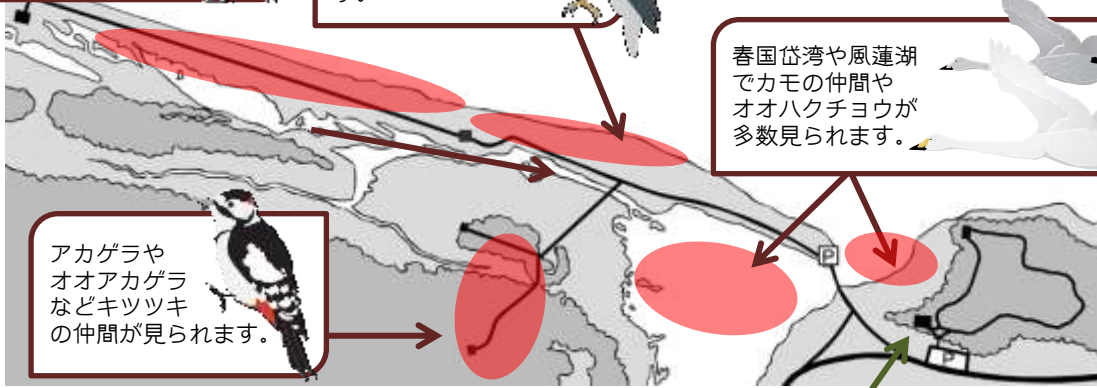 す。
春国岱湾や風蓮湖
でカモの仲間や
オオハクチョウが
多数見られます。
P
アカゲラや
オオアカゲラ
などキツツキ
の仲間が見られます。
P